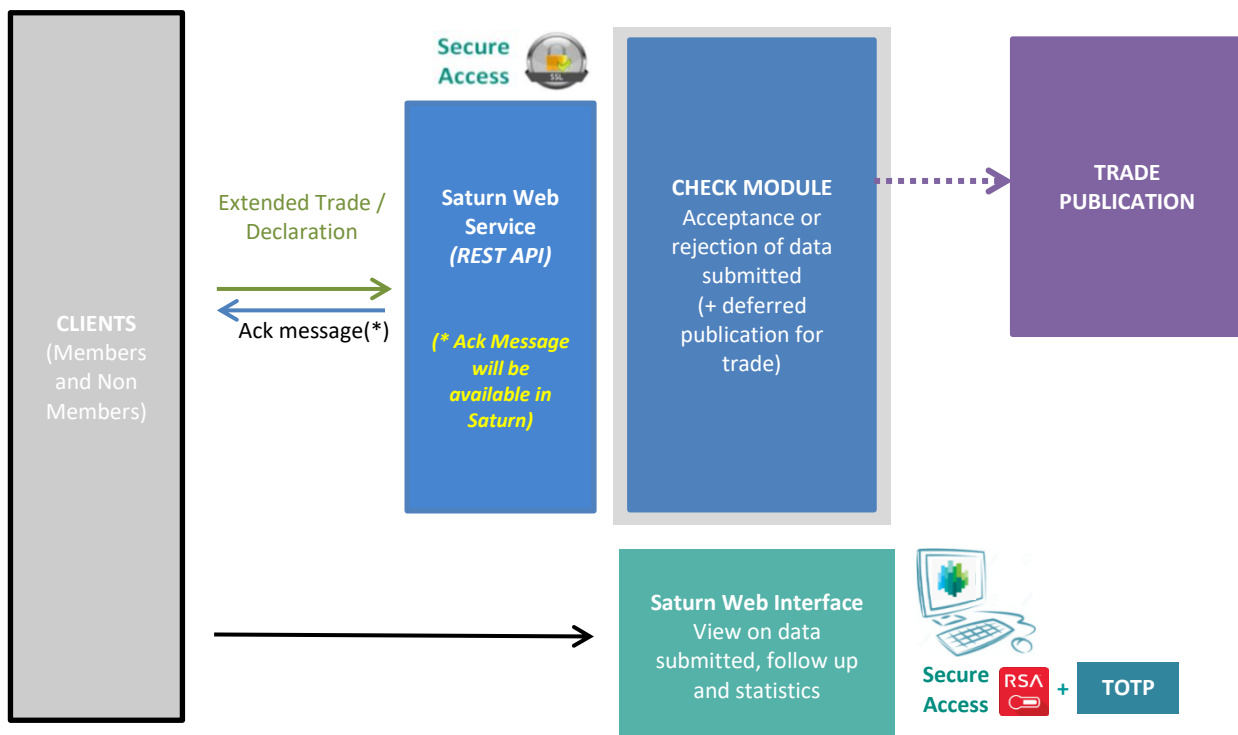 CLIENTS
(Members
and Non
Members)
Extended Trade /
Declaration
Ack message(*)
Secure
Access
SSL
Saturn Web
Service
(REST API)
(* Ack Message
will be
available in
Saturn)
CHECK MODULE
Acceptance or
rejection of data
submitted
(+ deferred
publication for
trade)
TRADE
PUBLICATION
Saturn Web Interface
View on data
submitted, follow up
and statistics
Secure
Access
RSA
+
TOTP